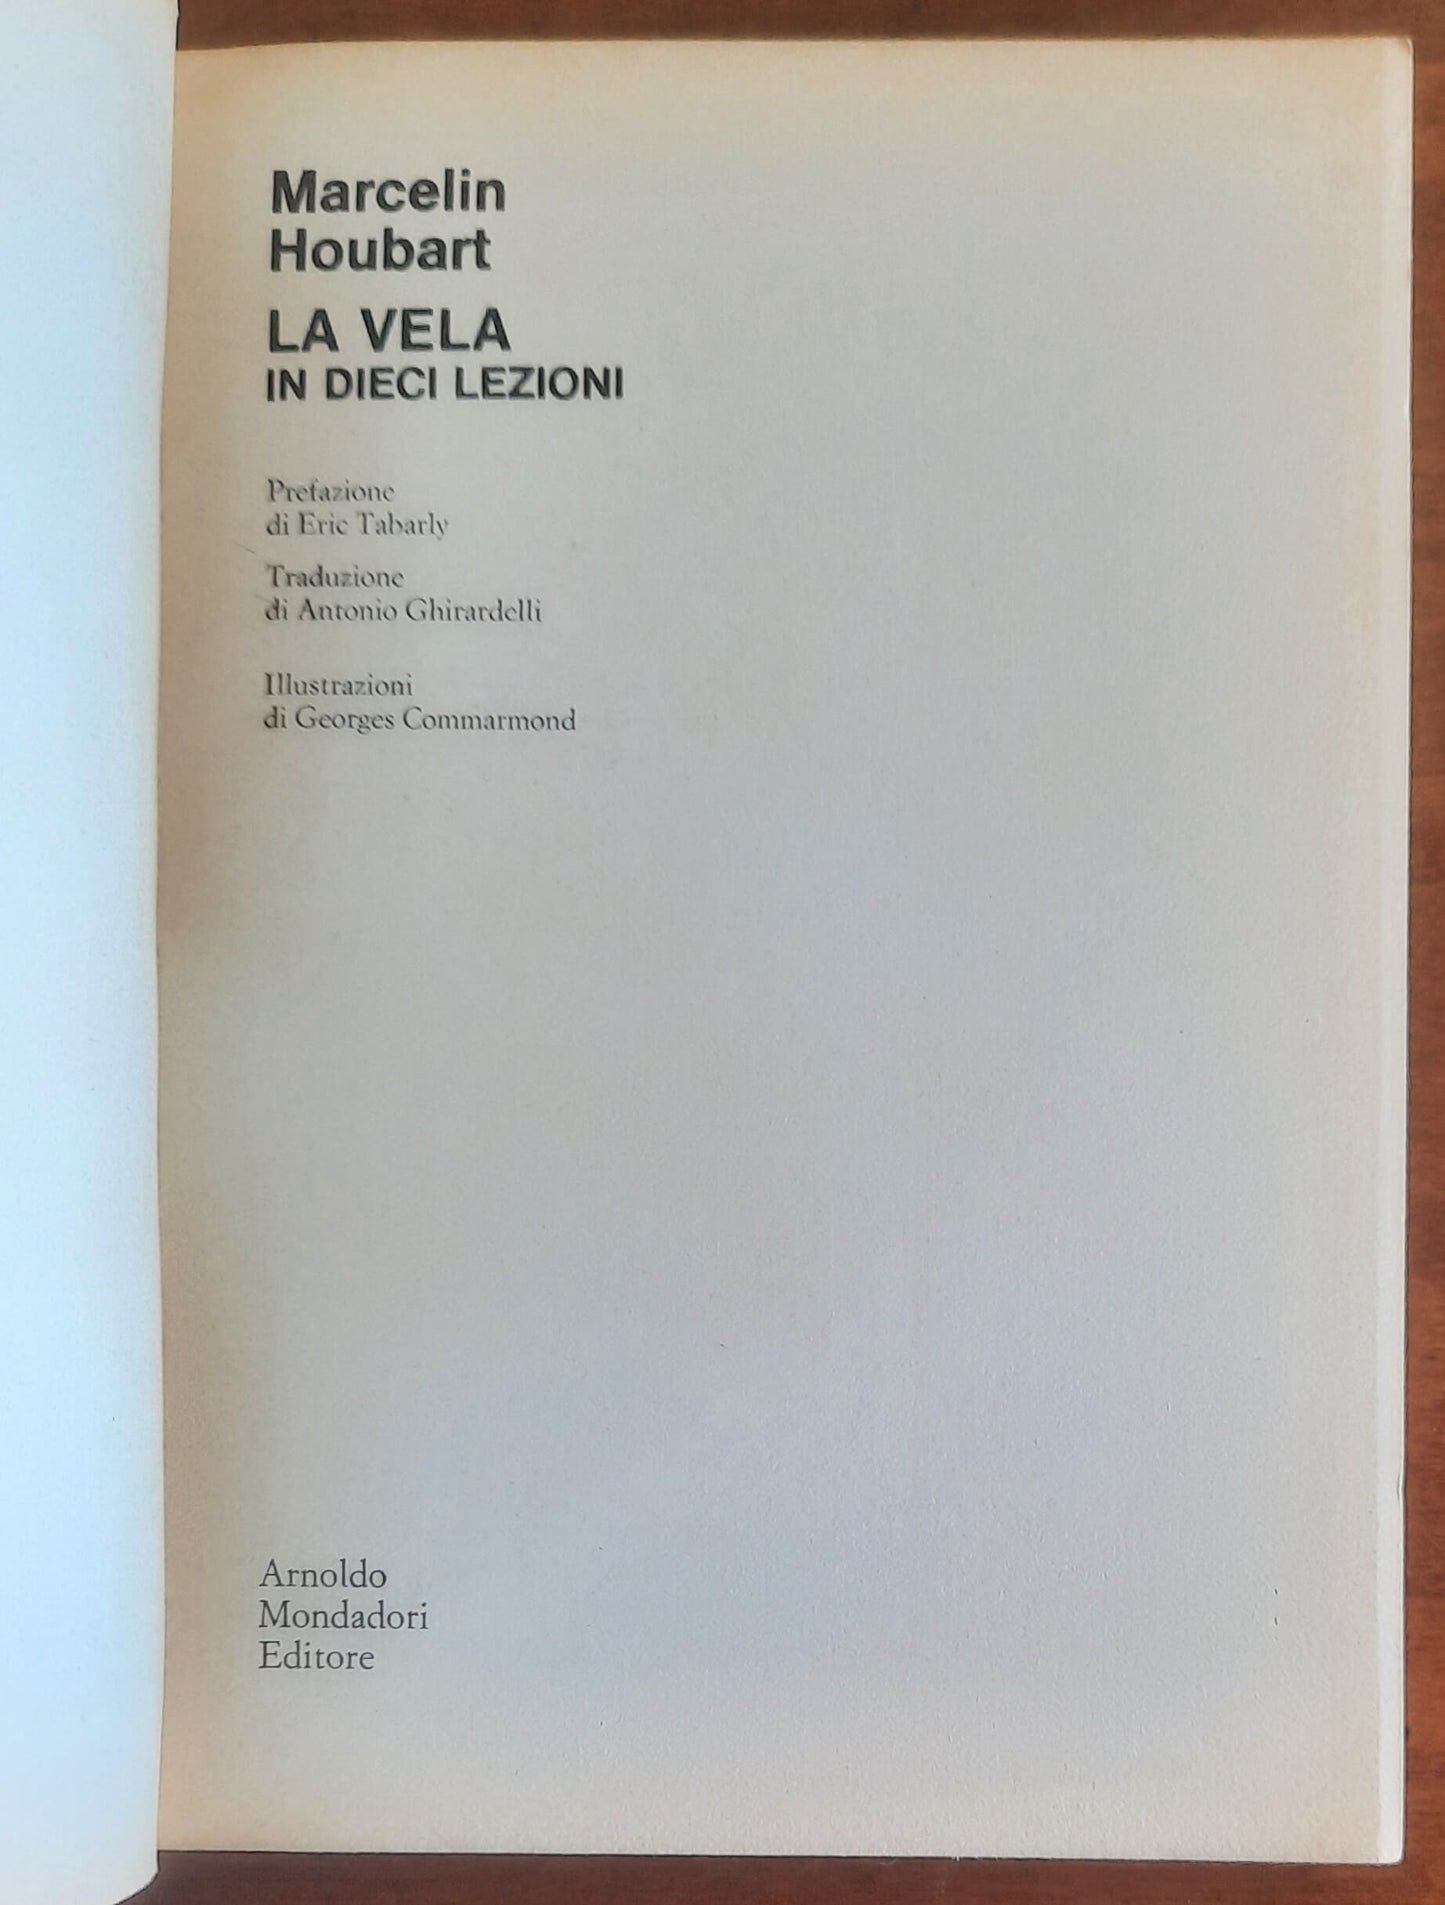 Marcelin
Houbart
LA VELA
IN DIECI LEZIONI
Prefazione
di Eric Tabarly
Traduzione
di Antonio Ghirardelli
Illustrazioni
di Georges Commarmond
Arnoldo
Mondadori
Editore